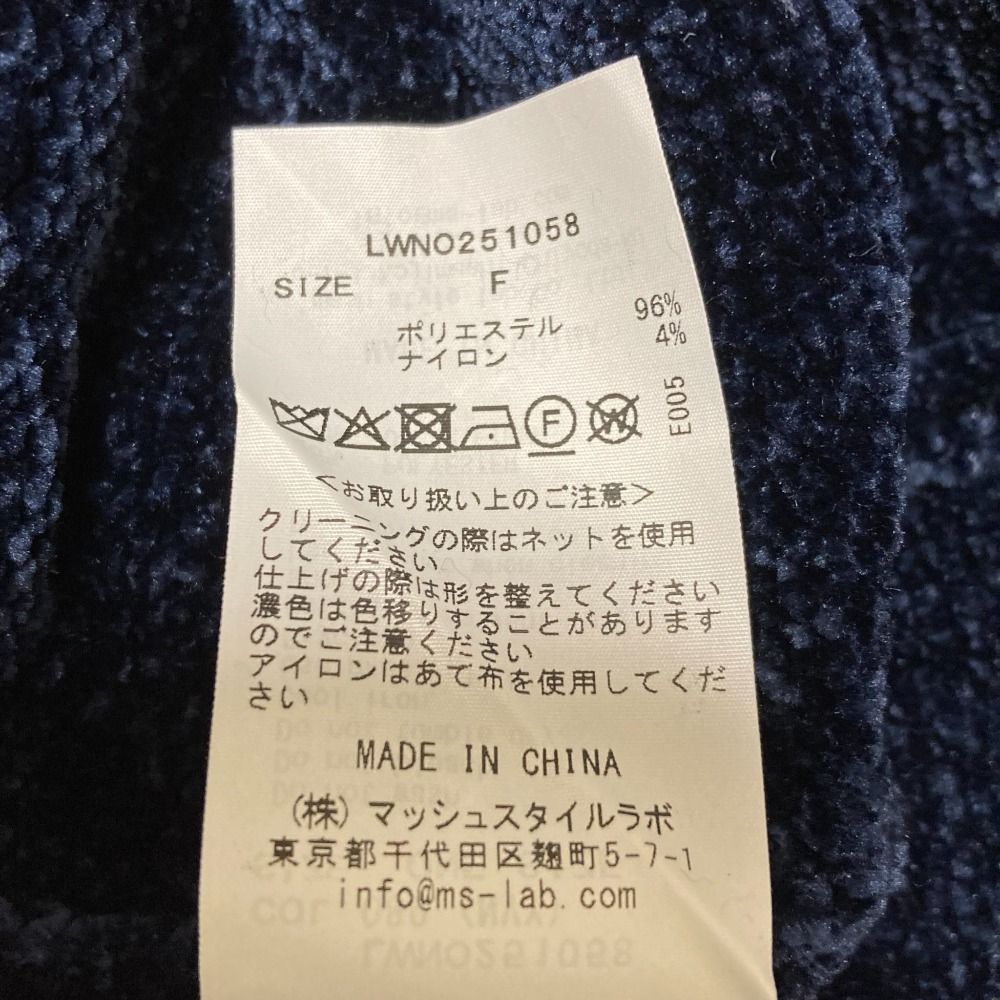 LWNO251058
SIZE F
ポリエステル 96%
ナイロン 4%
E005
F
W
<お取り扱い上のご注意>
クリーニングの際はネットを使用
してください
仕上げの際は形を整えてください
濃色は色移りすることがあります
のでご注意ください
アイロンはあて布を使用してくだ
さい
MADE IN CHINA
(株)マッシュスタイルラボ
東京都千代田区麹町5-7-1
info@ms-lab.com